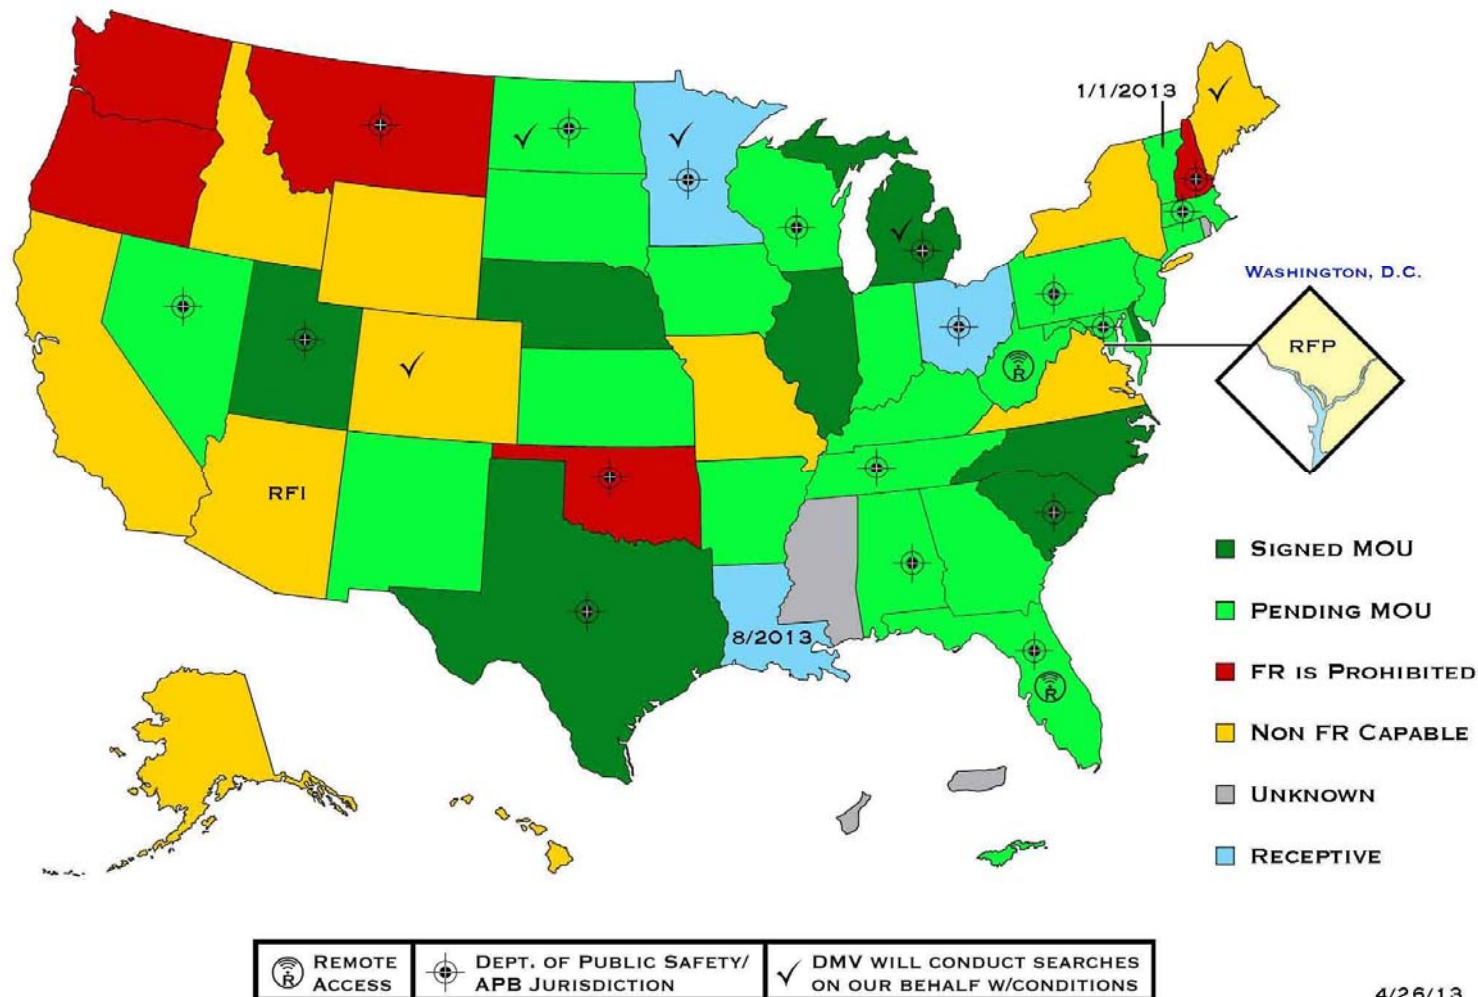 1/1/2013
WASHINGTON, D.C.
RFP
RFI
8/2013
SIGNED MOU
PENDING MOU
FR IS PROHIBITED
NON FR CAPABLE
UNKNOWN
RECEPTIVE
R
R
R
REMOTE
ACCESS
DEPT. OF PUBLIC SAFETY/
APB JURISDICTION
DMV WILL CONDUCT SEARCHES
ON OUR BEHALF W/CONDITIONS
4/26/13